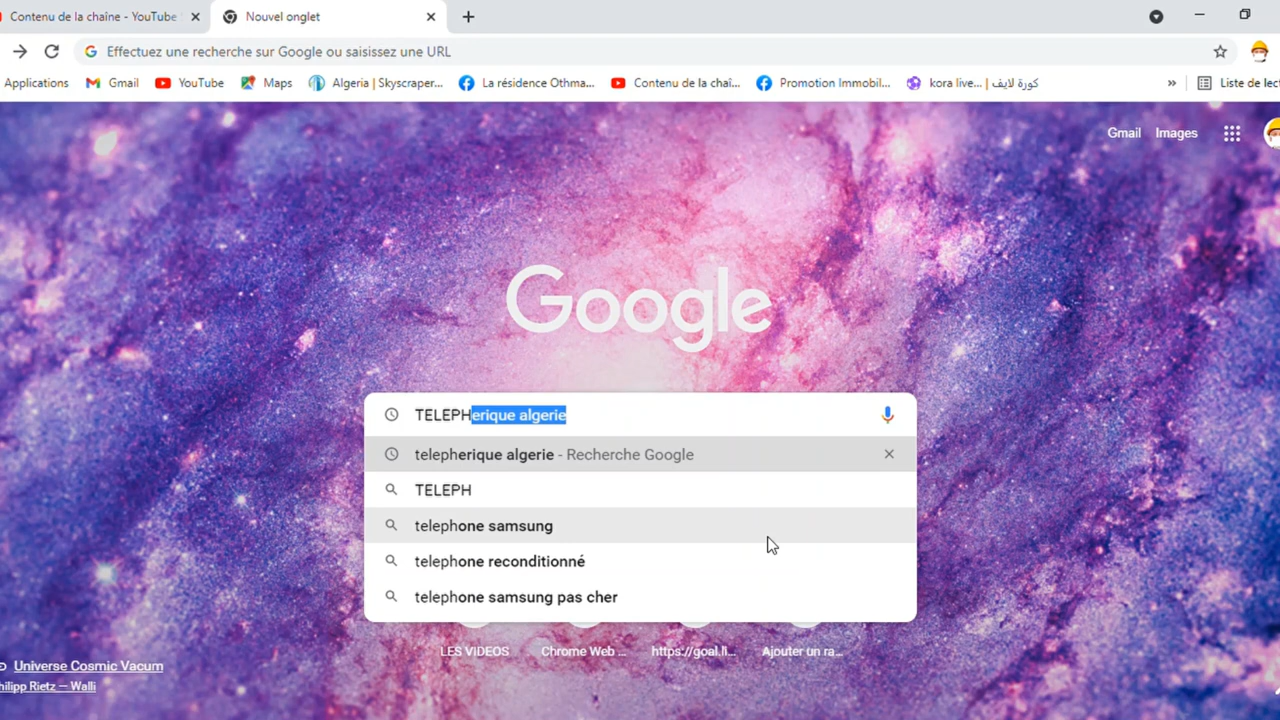 Contenu de la chaîne - YouTube
Nouvel onglet
Effectuez une recherche sur Google ou saisissez une URL
Applications
Gmail
YouTube
Maps
Algeria | Skyscraper...
La résidence Othma...
Contenu de la chaî...
Promotion Immobil...
kora live... | كورة لايف
»
Liste de lect
Gmail
Images
Google
TELEPHerique algerie
telepherique algerie - Recherche Google
TELEPH
telephone samsung
telephone reconditionné
telephone samsung pas cher
LES VIDEOS
Chrome Web ...
https://goal.li...
Ajouter un ra...
Universe Cosmic Vacum
hilipp Rietz — Walli